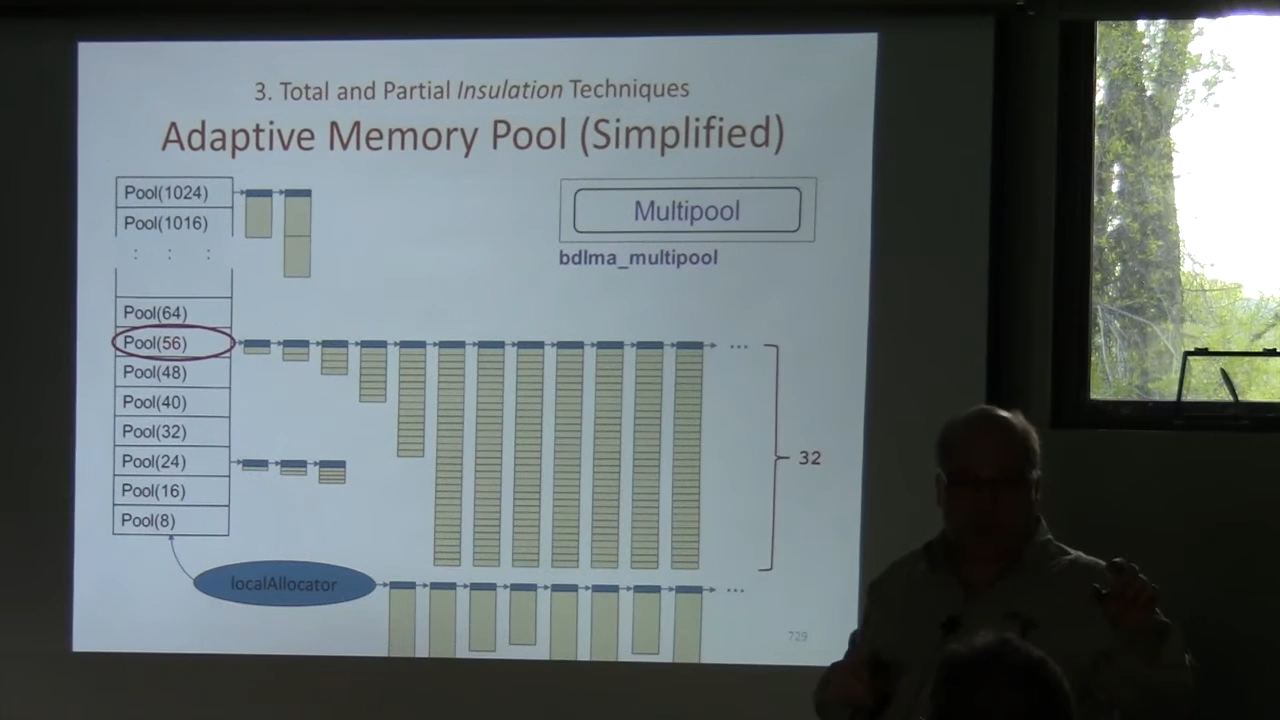 3. Total and Partial Insulation Techniques
Adaptive Memory Pool (Simplified)
Pool(1024)
Pool(1016)
: : :
Pool(64)
Pool(56)
Pool(48)
Pool(40)
Pool(32)
Pool(24)
Pool(16)
Pool(8)
Multipool
bdlma_multipool
...
32
localAllocator
...
729